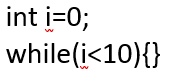 int i=0;
while(i<10){}